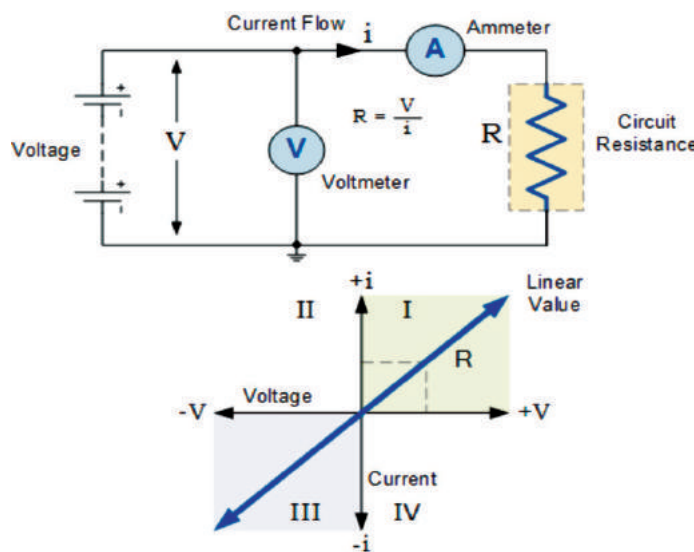 Current Flow
i
A
Ammeter
+
-
Voltage
V
V
Voltmeter
R = V/i
R
Circuit
Resistance
+
-
+i
Linear
Value
II
I
R
-V
Voltage
+V
Current
III
IV
-i